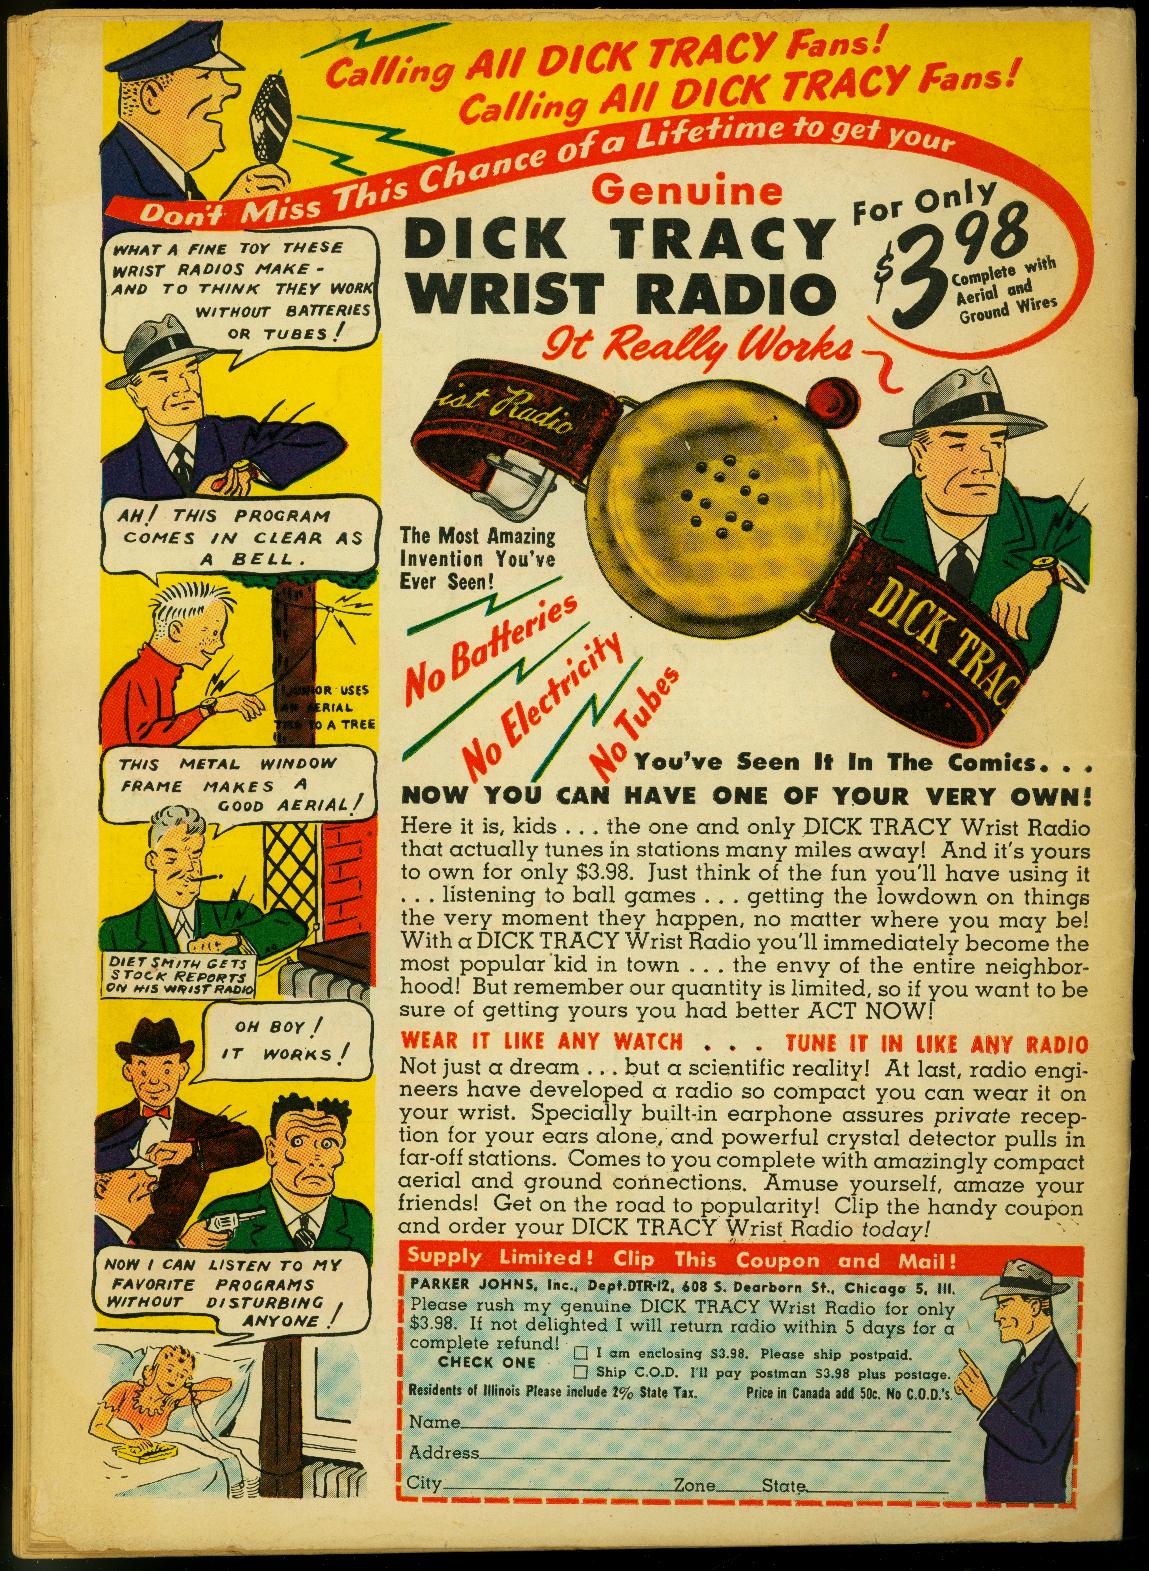 Calling All DICK TRACY Fans!
Calling All DICK TRACY Fans!
Don't Miss This Chance of a Lifetime to get your
Genuine
DICK TRACY
WRIST RADIO
It Really Works
For Only
$3.98
Complete with
Aerial and
Ground Wires
WHAT A FINE TOY THESE
WRIST RADIOS MAKE -
AND TO THINK THEY WORK
WITHOUT BATTERIES
OR TUBES!
AH! THIS PROGRAM
COMES IN CLEAR AS
A BELL.
JUNIOR USES
AN AERIAL
TIED TO A TREE
THIS METAL WINDOW
FRAME MAKES A
GOOD AERIAL!
DIET SMITH GETS
STOCK REPORTS
ON HIS WRIST RADIO
OH BOY!
IT WORKS!
NOW I CAN LISTEN TO MY
FAVORITE PROGRAMS
WITHOUT DISTURBING
ANYONE!
ist Radio
DICK TRAC
The Most Amazing
Invention You've
Ever Seen!
No Batteries
No Electricity
No Tubes
You've Seen It In The Comics. . .
NOW YOU CAN HAVE ONE OF YOUR VERY OWN!
Here it is, kids . . . the one and only DICK TRACY Wrist Radio
that actually tunes in stations many miles away! And it's yours
to own for only $3.98. Just think of the fun you'll have using it
. . . listening to ball games . . . getting the lowdown on things
the very moment they happen, no matter where you may be!
With a DICK TRACY Wrist Radio you'll immediately become the
most popular kid in town . . . the envy of the entire neighbor-
hood! But remember our quantity is limited, so if you want to be
sure of getting yours you had better ACT NOW!
WEAR IT LIKE ANY WATCH . . . TUNE IT IN LIKE ANY RADIO
Not just a dream . . . but a scientific reality! At last, radio engi-
neers have developed a radio so compact you can wear it on
your wrist. Specially built-in earphone assures private recep-
tion for your ears alone, and powerful crystal detector pulls in
far-off stations. Comes to you complete with amazingly compact
aerial and ground connections. Amuse yourself, amaze your
friends! Get on the road to popularity! Clip the handy coupon
and order your DICK TRACY Wrist Radio today!
Supply Limited! Clip This Coupon and Mail!
PARKER JOHNS, Inc., Dept.DTR-12, 608 S. Dearborn St., Chicago 5, Ill.
Please rush my genuine DICK TRACY Wrist Radio for only
$3.98. If not delighted I will return radio within 5 days for a
complete refund!
CHECK ONE
I am enclosing $3.98. Please ship postpaid.
Ship C.O.D. I'll pay postman $3.98 plus postage.
Residents of Illinois Please include 2% State Tax. Price in Canada add 50c. No C.O.D.'s.
Name
Address
City Zone State